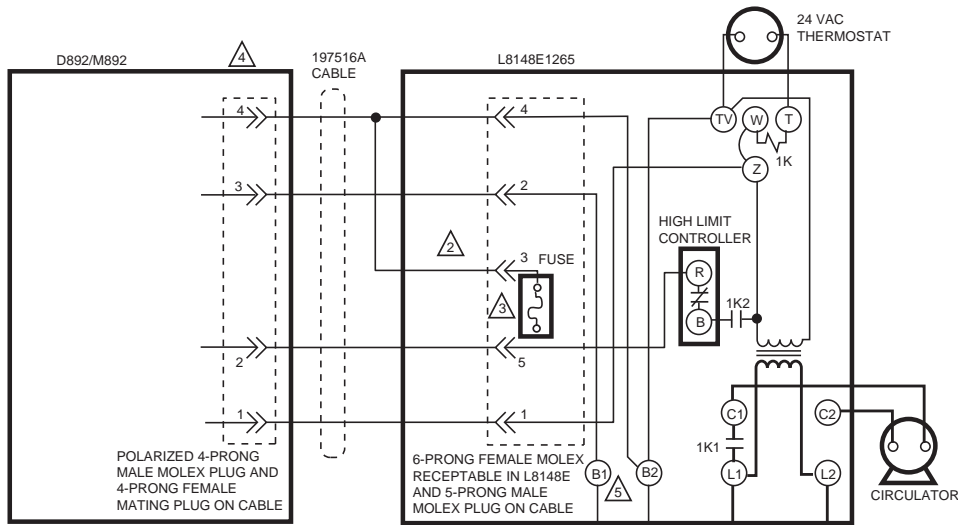 24 VAC
THERMOSTAT
D892/M892
4
197516A
CABLE
L8148E1265
4
4
TV
W
T
1K
Z
3
2
HIGH LIMIT
CONTROLLER
2
3
FUSE
R
3
1K2
B
2
5
1
1
C1
C2
1K1
POLARIZED 4-PRONG
MALE MOLEX PLUG AND
4-PRONG FEMALE
MATING PLUG ON CABLE
6-PRONG FEMALE MOLEX
RECEPTABLE IN L8148E
AND 5-PRONG MALE
MOLEX PLUG ON CABLE
B1
5
B2
L1
L2
CIRCULATOR